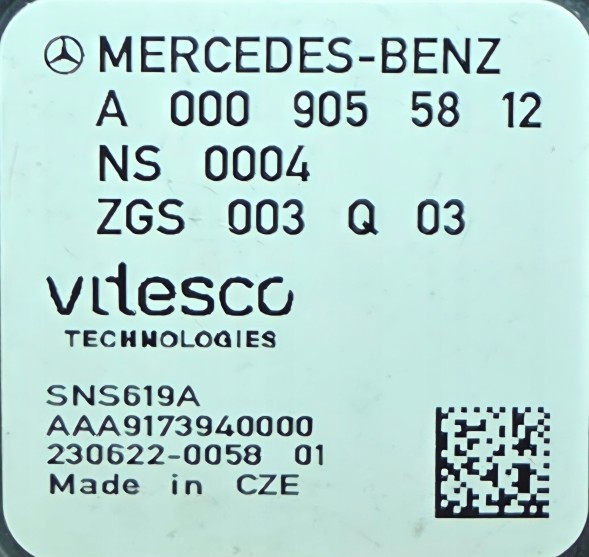 MERCEDES-BENZ
A 000 905 58 12
NS 0004
ZGS 003 Q 03
vitesco
TECHNOLOGIES
SNS619A
AAA9173940000
230622-0058 01
Made in CZE